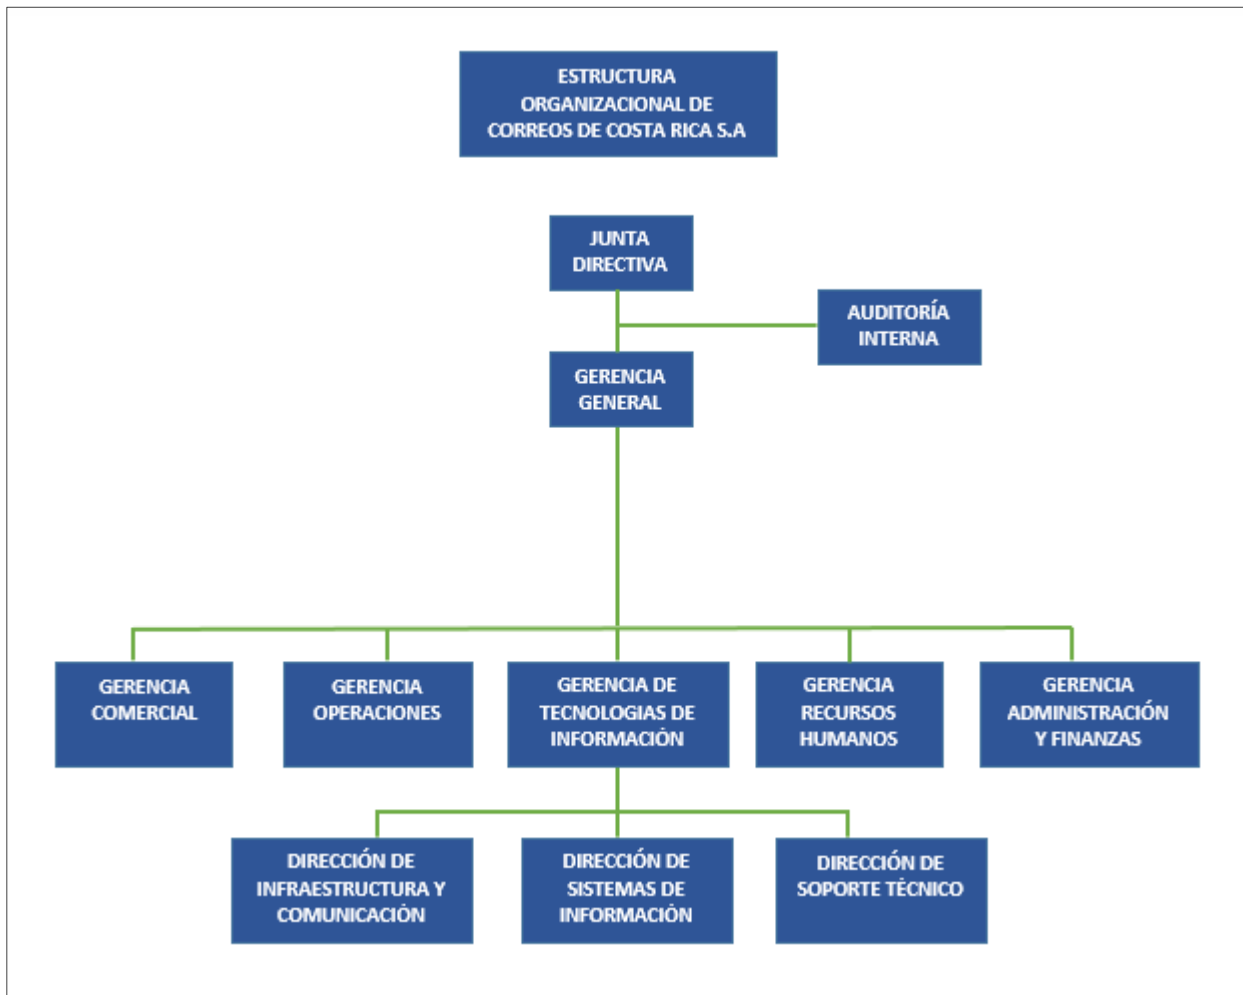 ESTRUCTURA
ORGANIZACIONAL DE
CORREOS DE COSTA RICA S.A
JUNTA
DIRECTIVA
AUDITORÍA
INTERNA
GERENCIA
GENERAL
GERENCIA
COMERCIAL
GERENCIA
OPERACIONES
GERENCIA DE
TECNOLOGIAS DE
INFORMACIÓN
GERENCIA
RECURSOS
HUMANOS
GERENCIA
ADMINISTRACIÓN
Y FINANZAS
DIRECCIÓN DE
INFRAESTRUCTURA Y
COMUNICACIÓN
DIRECCIÓN DE
SISTEMAS DE
INFORMACIÓN
DIRECCIÓN DE
SOPORTE TÉCNICO